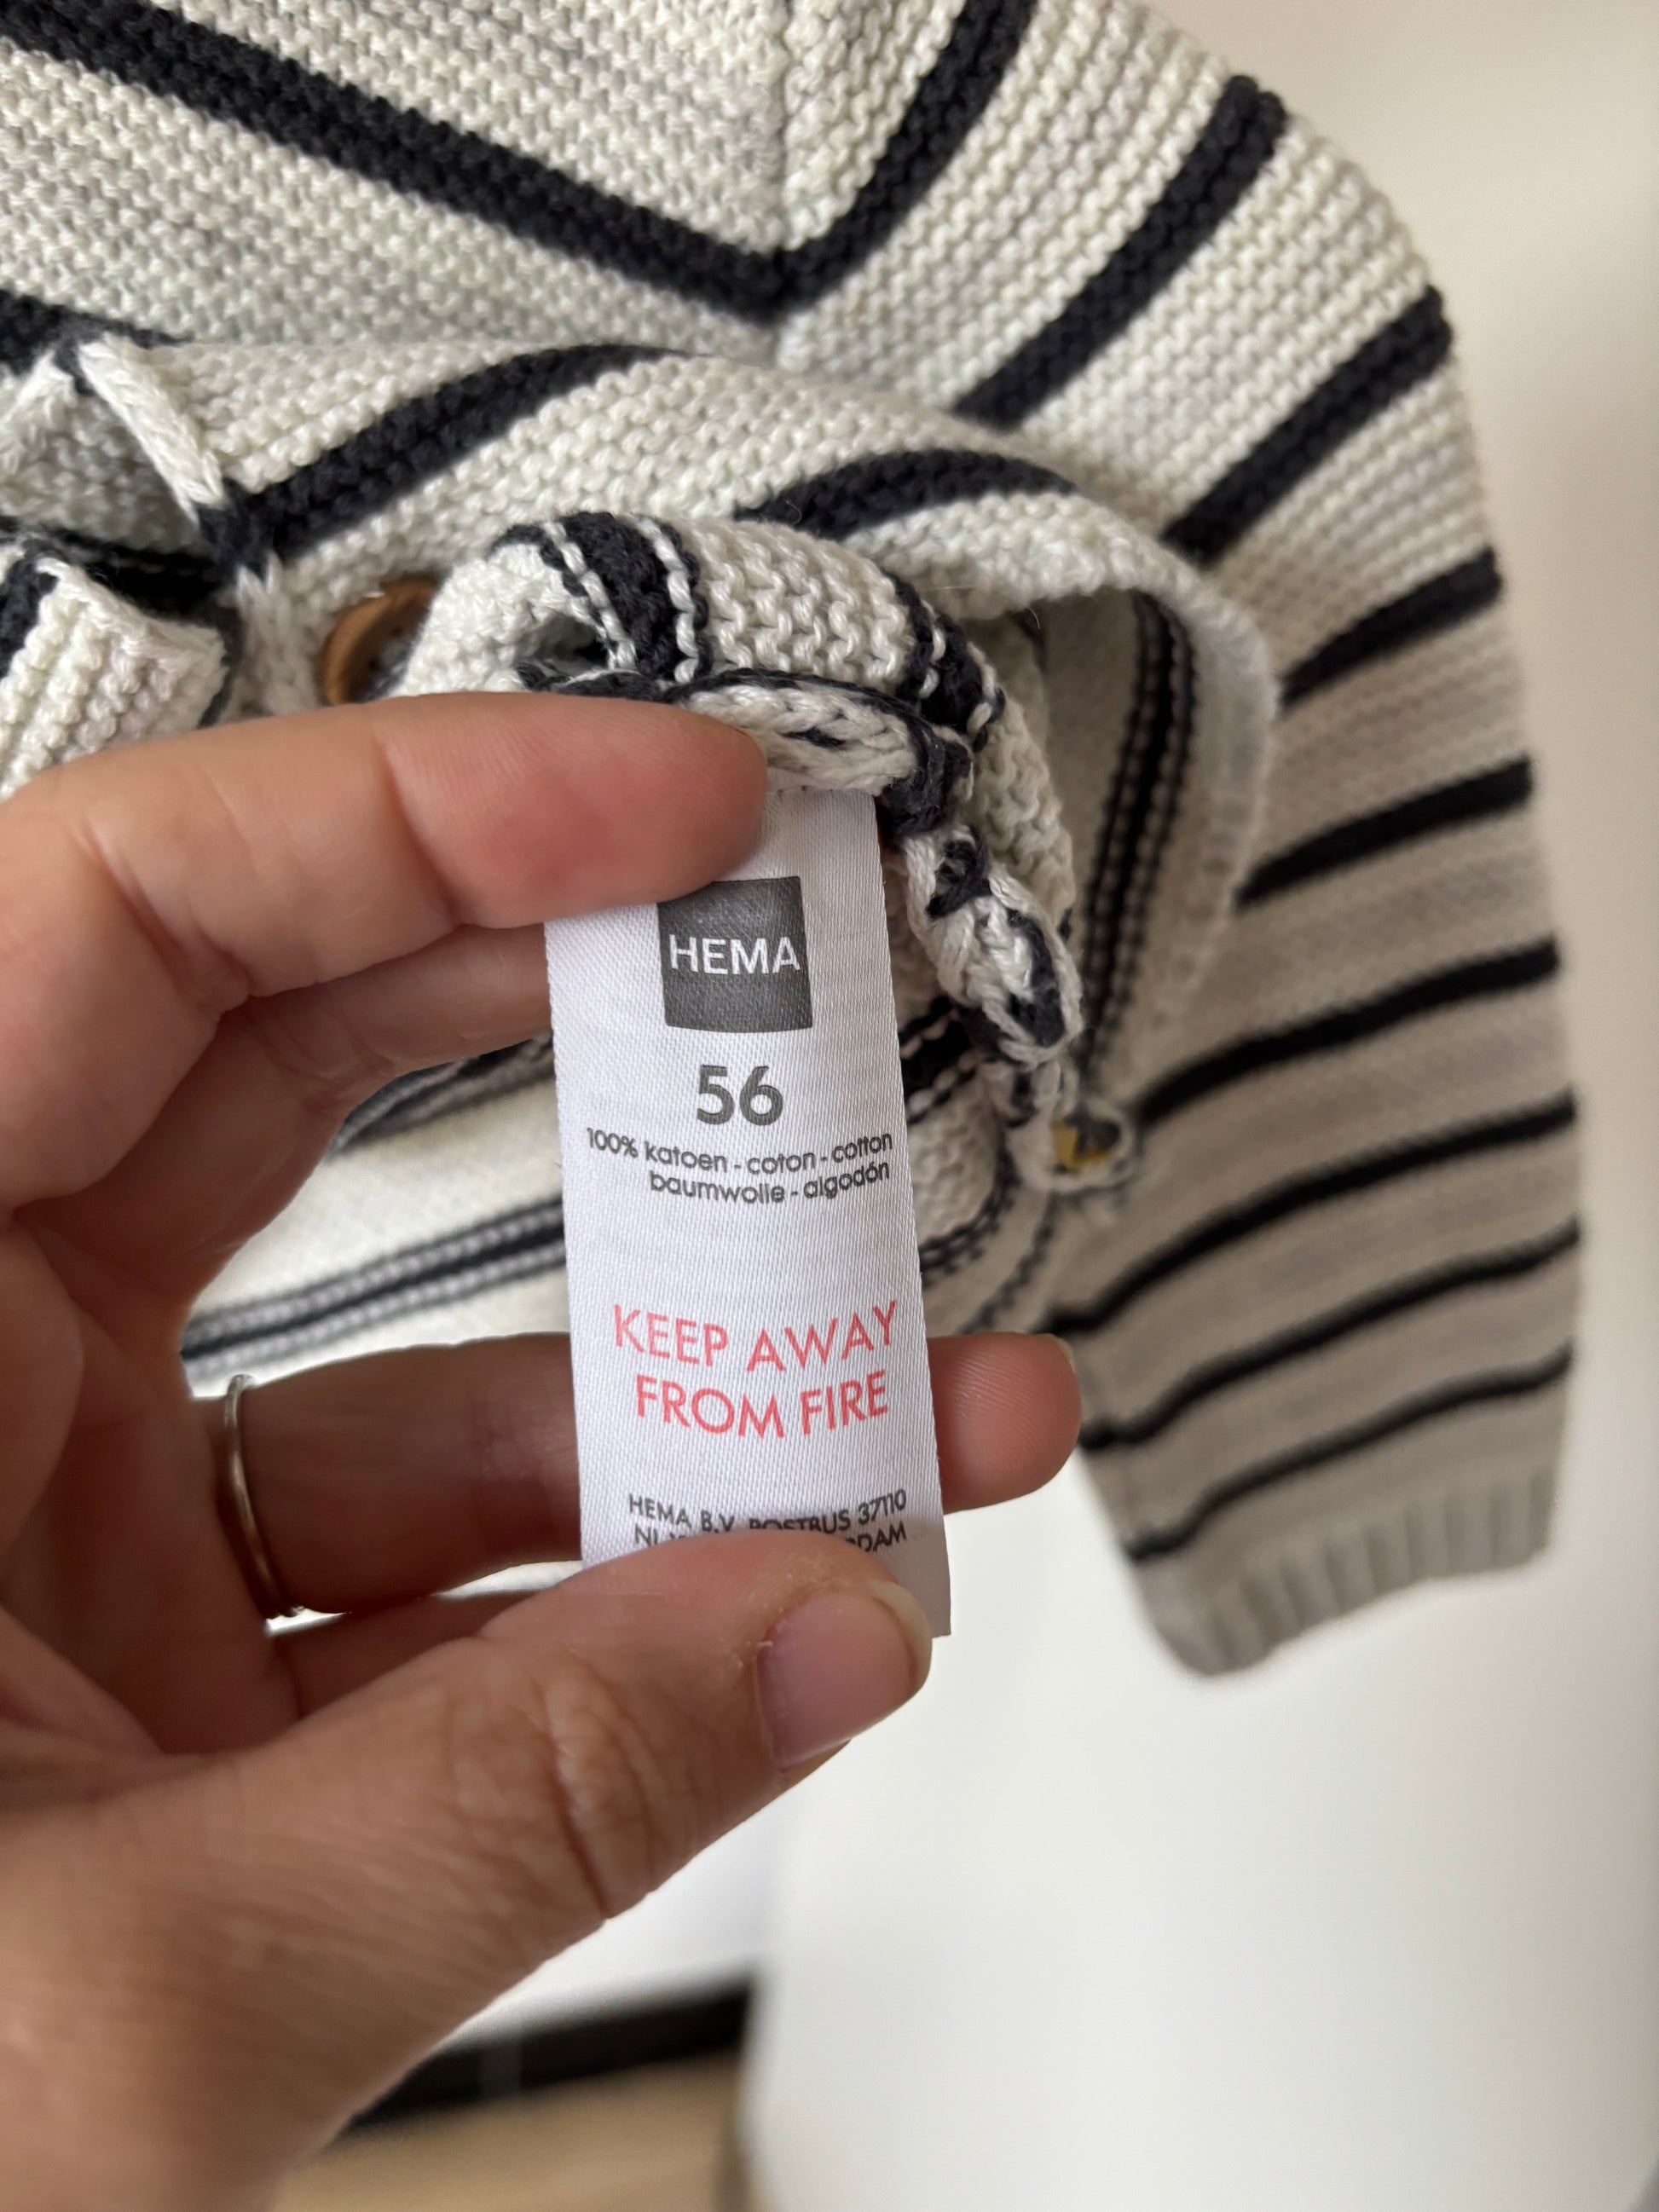 HEMA
56
100% katoen - coton - cotton
baumwolle - algodón
KEEP AWAY
FROM FIRE
HEMA B.V. POSTBUS 37110